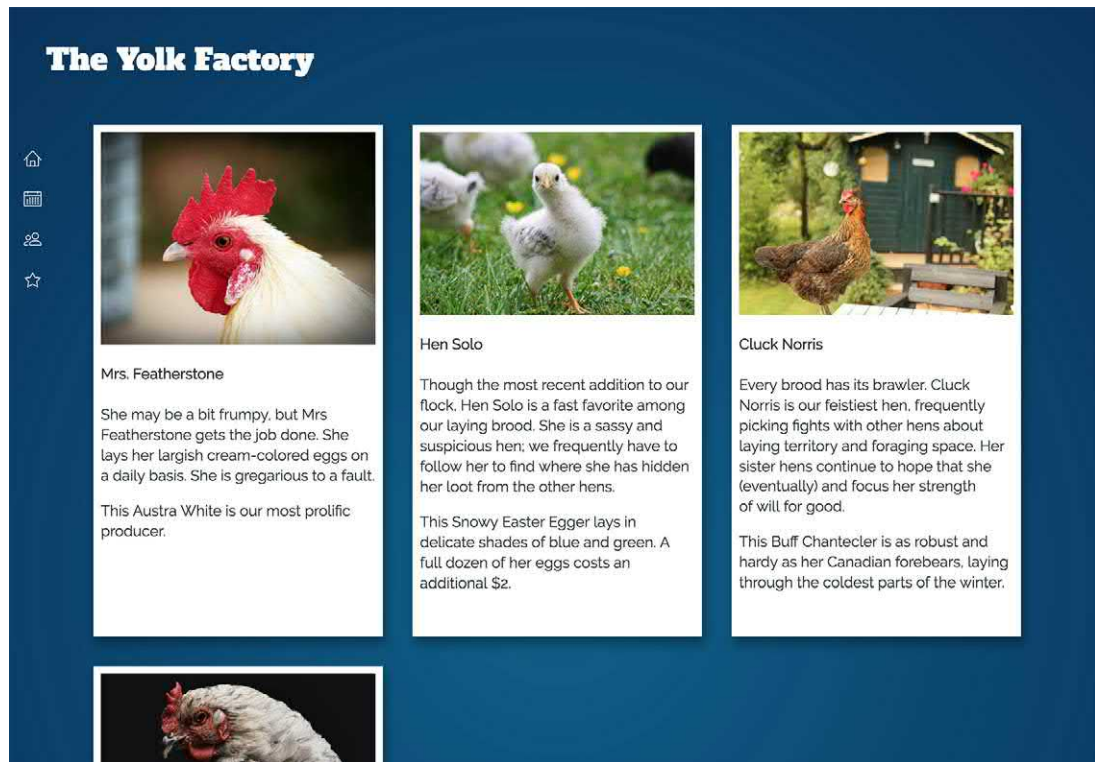 The Yolk Factory
Mrs. Featherstone
She may be a bit frumpy, but Mrs
Featherstone gets the job done. She
lays her largish cream-colored eggs on
a daily basis. She is gregarious to a fault.
This Austra White is our most prolific
producer.
Hen Solo
Though the most recent addition to our
flock, Hen Solo is a fast favorite among
our laying brood. She is a sassy and
suspicious hen; we frequently have to
follow her to find where she has hidden
her loot from the other hens.
This Snowy Easter Egger lays in
delicate shades of blue and green. A
full dozen of her eggs costs an
additional $2.
Cluck Norris
Every brood has its brawler. Cluck
Norris is our feistiest hen, frequently
picking fights with other hens about
laying territory and foraging space. Her
sister hens continue to hope that she
(eventually) and focus her strength
of will for good.
This Buff Chantecler is as robust and
hardy as her Canadian forebears, laying
through the coldest parts of the winter.